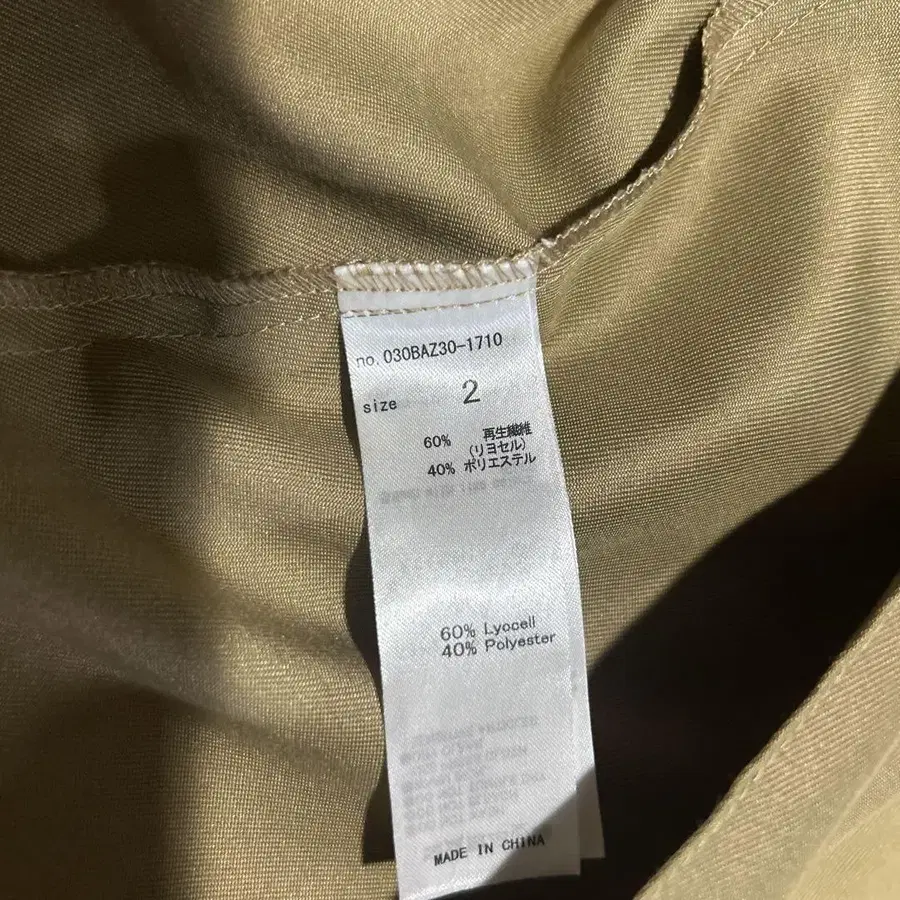 no. 030BAZ30-1710
size 2
60% 再生繊維
(リヨセル)
40% ポリエステル
60% Lyocell
40% Polyester
MADE IN CHINA